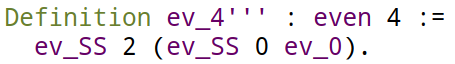 Definition ev_4''' : even 4 :=
ev_SS 2 (ev_SS 0 ev_0).